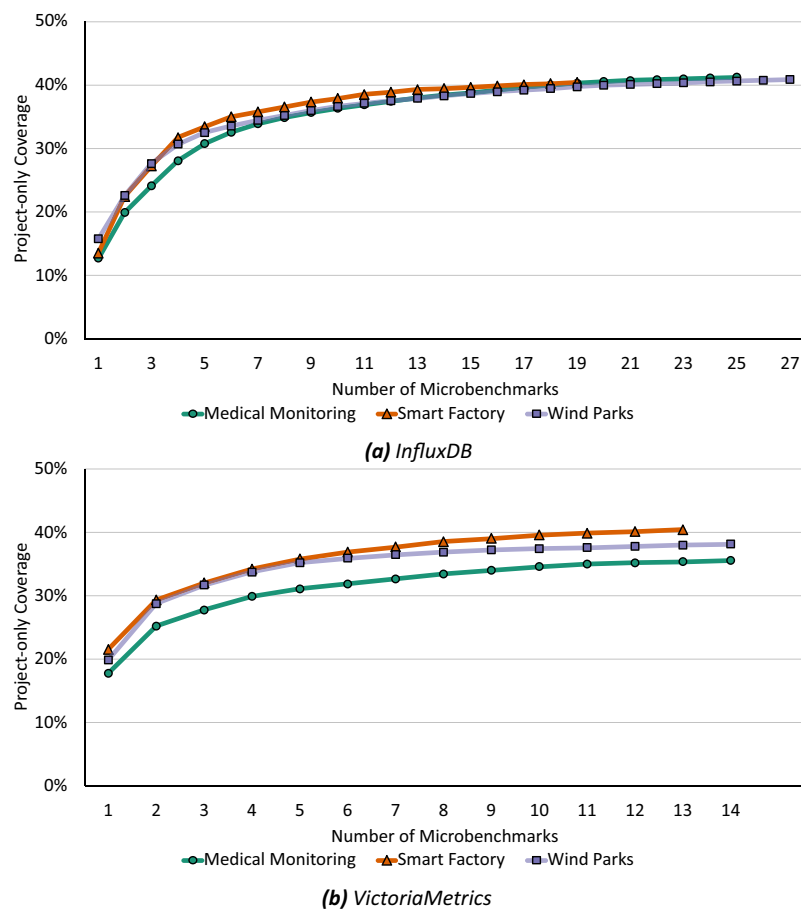 50%
40%
30%
20%
10%
0%
Project-only Coverage
1 3 5 7 9 11 13 15 17 19 21 23 25 27
Number of Microbenchmarks
Medical Monitoring Smart Factory Wind Parks
(a) InfluxDB
50%
40%
30%
20%
10%
0%
Project-only Coverage
1 2 3 4 5 6 7 8 9 10 11 12 13 14
Number of Microbenchmarks
Medical Monitoring Smart Factory Wind Parks
(b) VictoriaMetrics